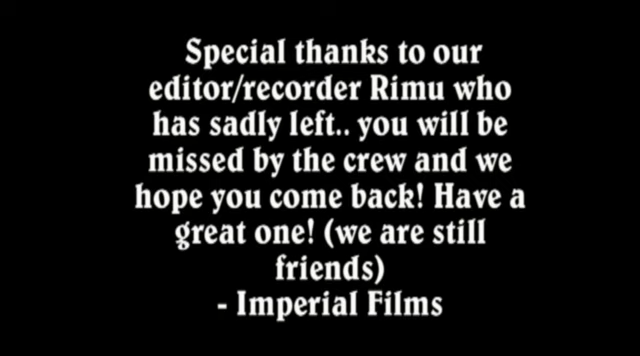 Special thanks to our
editor/recorder Rimu who
has sadly left.. you will be
missed by the crew and we
hope you come back! Have a
great one! (we are still
friends)
- Imperial Films